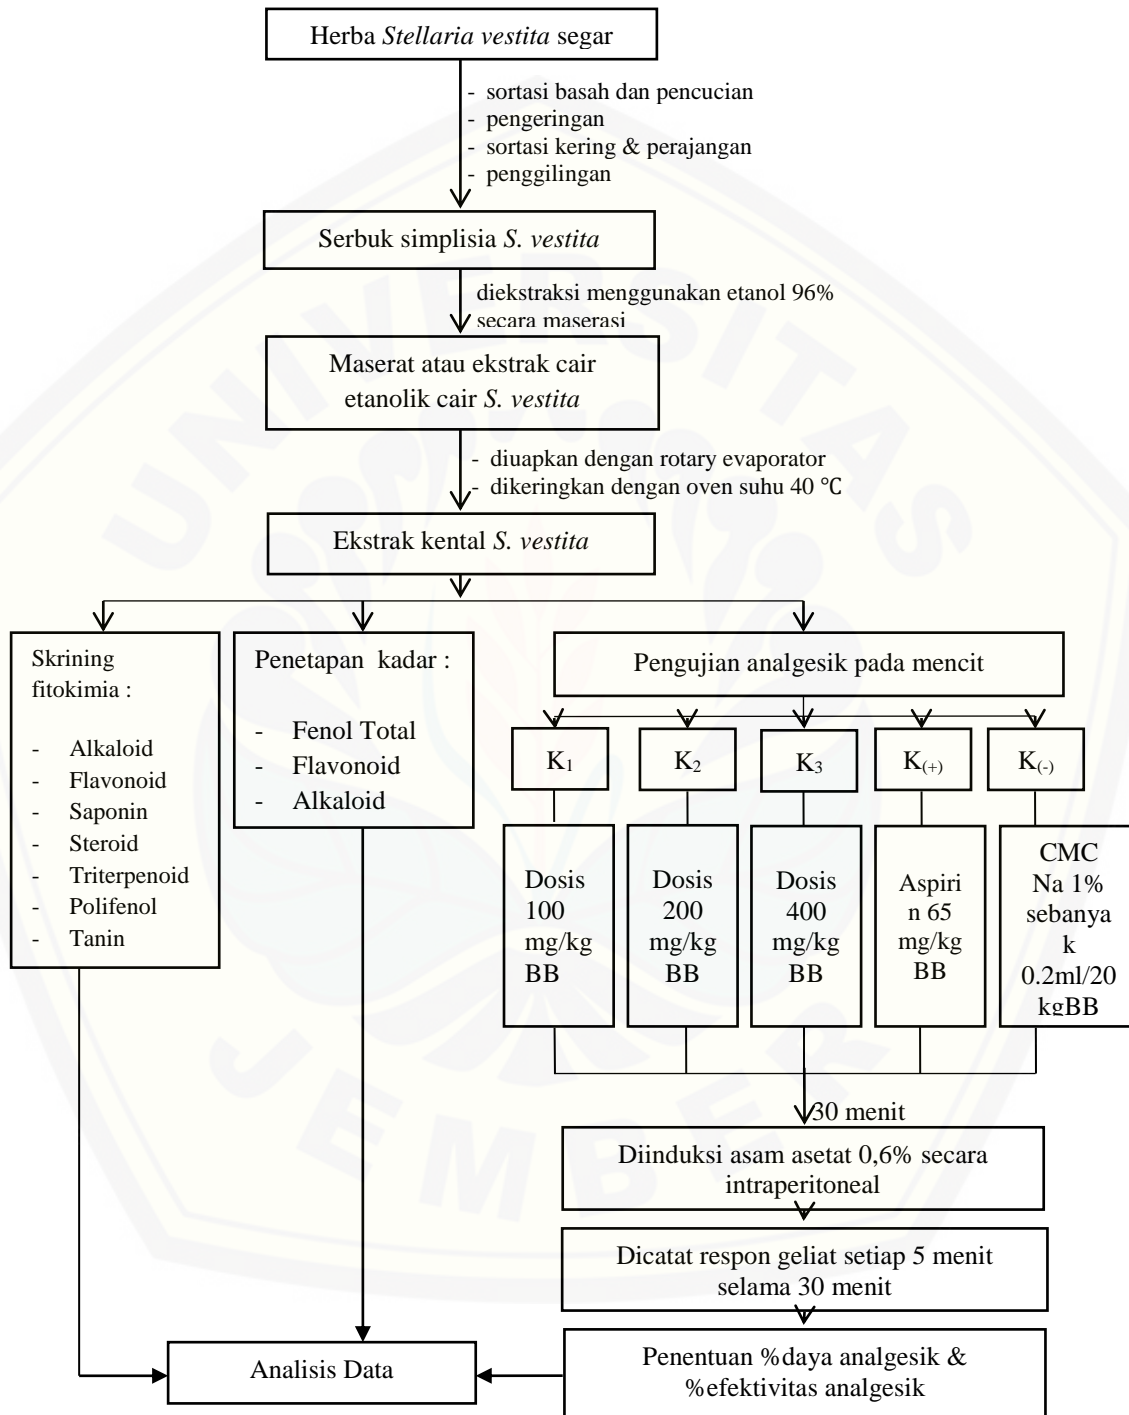 Herba Stellaria vestita segar
- sortasi basah dan pencucian
- pengeringan
- sortasi kering & perajangan
- penggilingan
Serbuk simplisia S. vestita
diekstraksi menggunakan etanol 96%
secara maserasi
Maserat atau ekstrak cair
etanolik cair S. vestita
- diuapkan dengan rotary evaporator
- dikeringkan dengan oven suhu 40 ℃
Ekstrak kental S. vestita
Skrining
fitokimia :
- Alkaloid
- Flavonoid
- Saponin
- Steroid
- Triterpenoid
- Polifenol
- Tanin
Penetapan kadar :
- Fenol Total
- Flavonoid
- Alkaloid
Pengujian analgesik pada mencit
K1
K2
K3
K(+)
K(-)
Dosis
100
mg/kg
BB
Dosis
200
mg/kg
BB
Dosis
400
mg/kg
BB
Aspiri
n 65
mg/kg
BB
CMC
Na 1%
sebanya
k
0.2ml/20
kgBB
30 menit
Diinduksi asam asetat 0,6% secara
intraperitoneal
Dicatat respon geliat setiap 5 menit
selama 30 menit
Penentuan %daya analgesik &
%efektivitas analgesik
Analisis Data
UNIVERSITAS
JEMBER